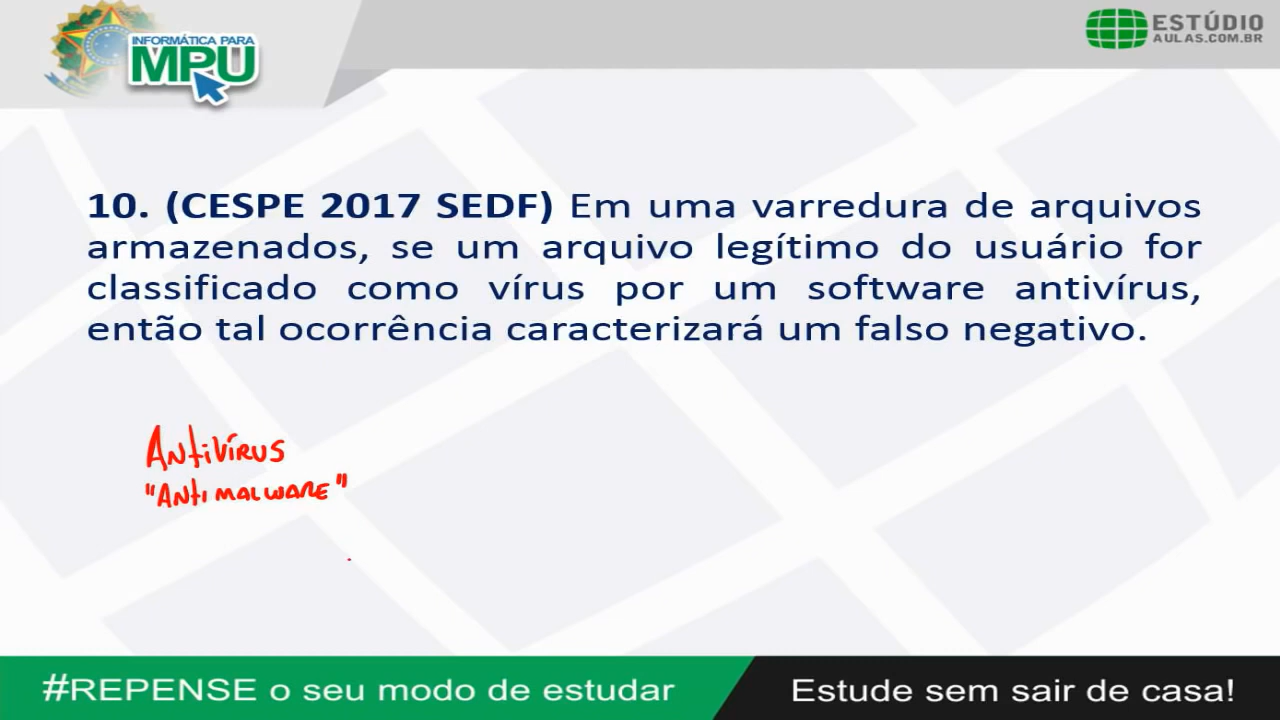 INFORMÁTICA PARA
MPU
ESTÚDIO
AULAS.COM.BR
10. (CESPE 2017 SEDF) Em uma varredura de arquivos
armazenados, se um arquivo legítimo do usuário for
classificado como vírus por um software antivírus,
então tal ocorrência caracterizará um falso negativo.
ANTIVÍRUS
"ANTIMALWARE"
#REPENSE o seu modo de estudar
Estude sem sair de casa!